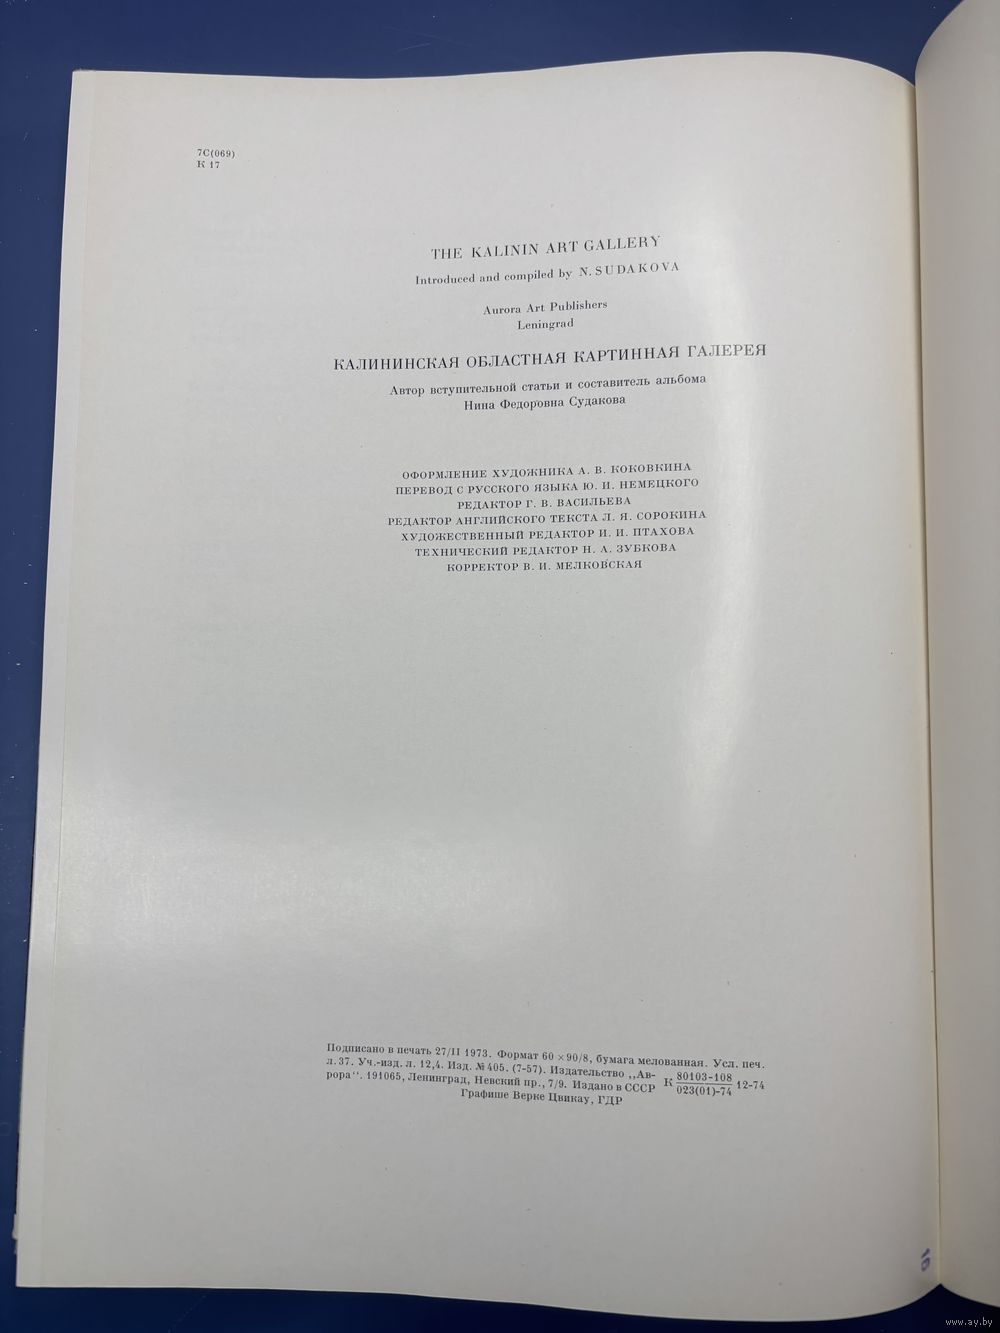 7С(069)
К 17
THE KALININ ART GALLERY
Introduced and compiled by N. SUDAKOVA
Aurora Art Publishers
Leningrad
КАЛИНИНСКАЯ ОБЛАСТНАЯ КАРТИННАЯ ГАЛЕРЕЯ
Автор вступительной статьи и составитель альбома
Нина Федоровна Судакова
ОФОРМЛЕНИЕ ХУДОЖНИКА А. В. КОКОВКИНА
ПЕРЕВОД С РУССКОГО ЯЗЫКА Ю. И. НЕМЕЦКОГО
РЕДАКТОР Г. В. ВАСИЛЬЕВА
РЕДАКТОР АНГЛИЙСКОГО ТЕКСТА Л. Я. СОРОКИНА
ХУДОЖЕСТВЕННЫЙ РЕДАКТОР И. И. ПТАХОВА
ТЕХНИЧЕСКИЙ РЕДАКТОР Н. А. ЗУБКОВА
КОРРЕКТОР В. И. МЕЛКОВСКАЯ
Подписано в печать 27/II 1973. Формат 60×90/8, бумага мелованная. Усл. печ.
л. 37. Уч.-изд. л. 12,4. Изд. № 405. (7-57). Издательство „Ав-
рора“. 191065, Ленинград, Невский пр., 7/9. Издано в СССР
К 80103-108 / 023(01)-74 12-74
Графише Верке Цвикау, ГДР
16
www.ay.by